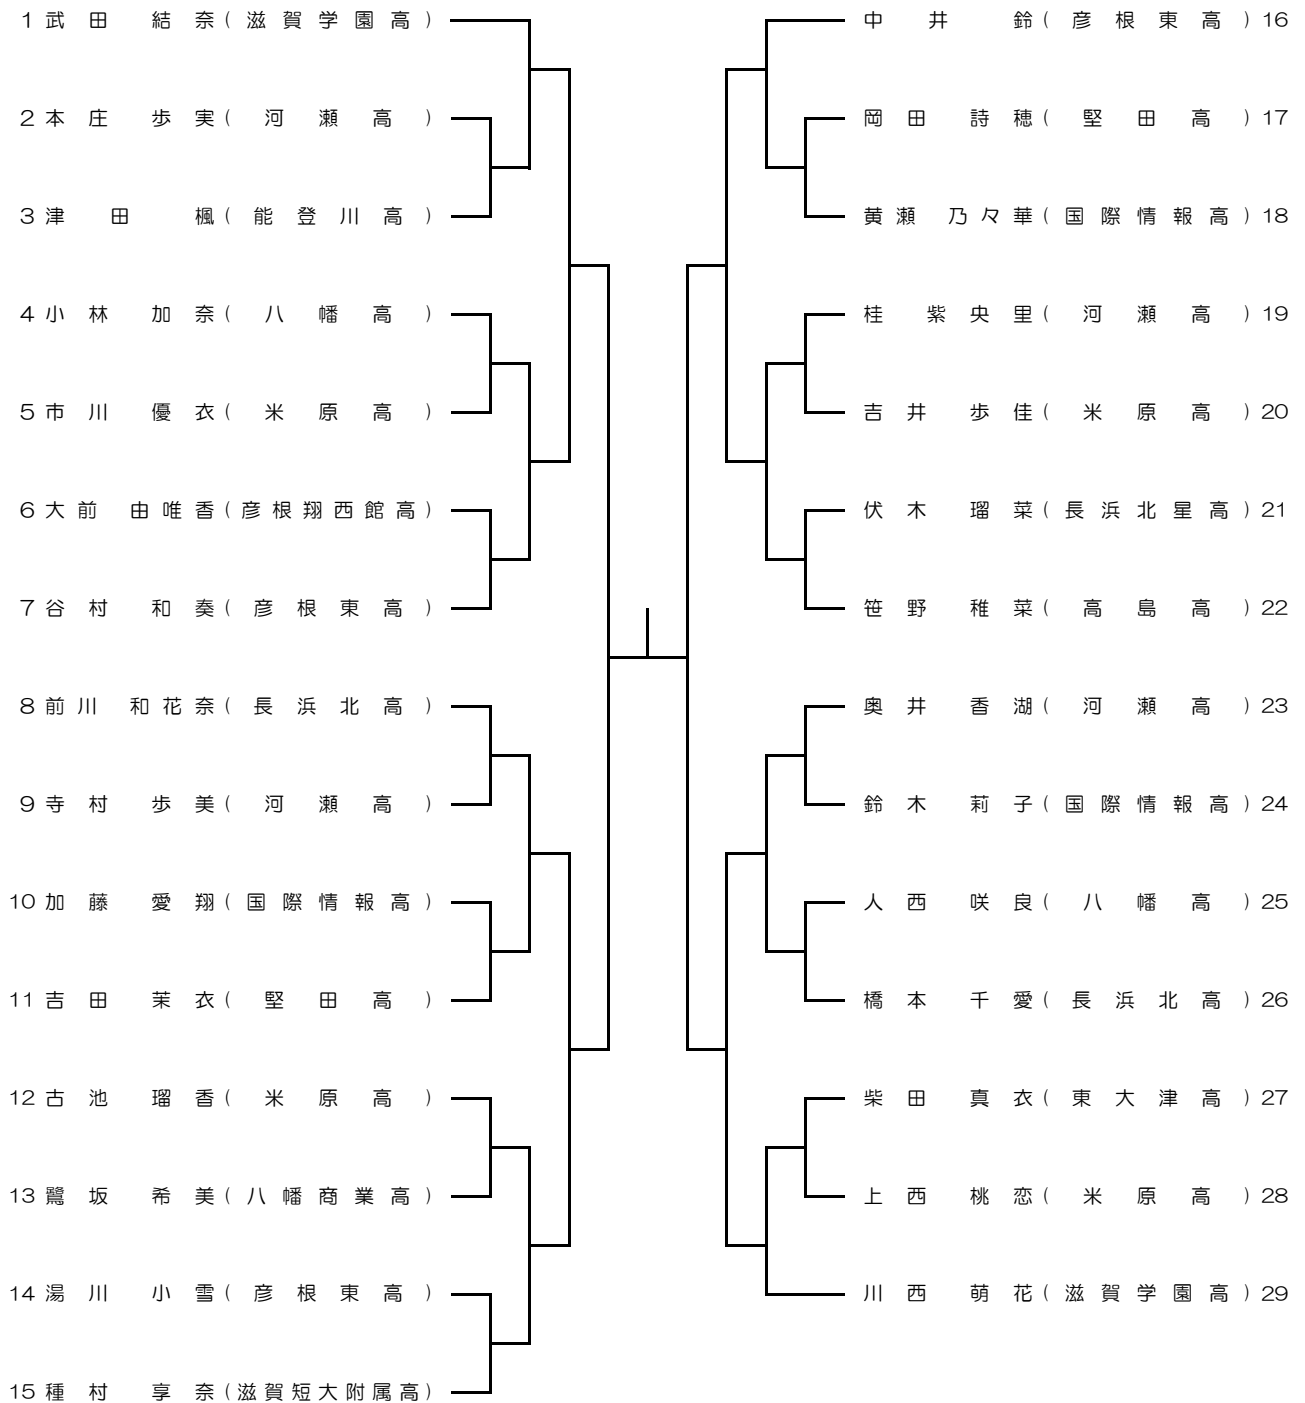 1 武田 結奈(滋賀学園高)
2 本庄 歩実(河瀬高)
3 津田 楓(能登川高)
4 小林 加奈(八幡高)
5 市川 優衣(米原高)
6 大前 由唯香(彦根翔西館高)
7 谷村 和奏(彦根東高)
8 前川 和花奈(長浜北高)
9 寺村 歩美(河瀬高)
10 加藤 愛翔(国際情報高)
11 吉田 茉衣(堅田高)
12 古池 瑠香(米原高)
13 鷺坂 希美(八幡商業高)
14 湯川 小雪(彦根東高)
15 種村 享奈(滋賀短大附属高)
中井 鈴(彦根東高)16
岡田 詩穂(堅田高)17
黄瀬 乃々華(国際情報高)18
桂 紫央里(河瀬高)19
吉井 歩佳(米原高)20
伏木 瑠菜(長浜北星高)21
笹野 稚菜(高島高)22
奥井 香湖(河瀬高)23
鈴木 莉子(国際情報高)24
人西 咲良(八幡高)25
橋本 千愛(長浜北高)26
柴田 真衣(東大津高)27
上西 桃恋(米原高)28
川西 萌花(滋賀学園高)29